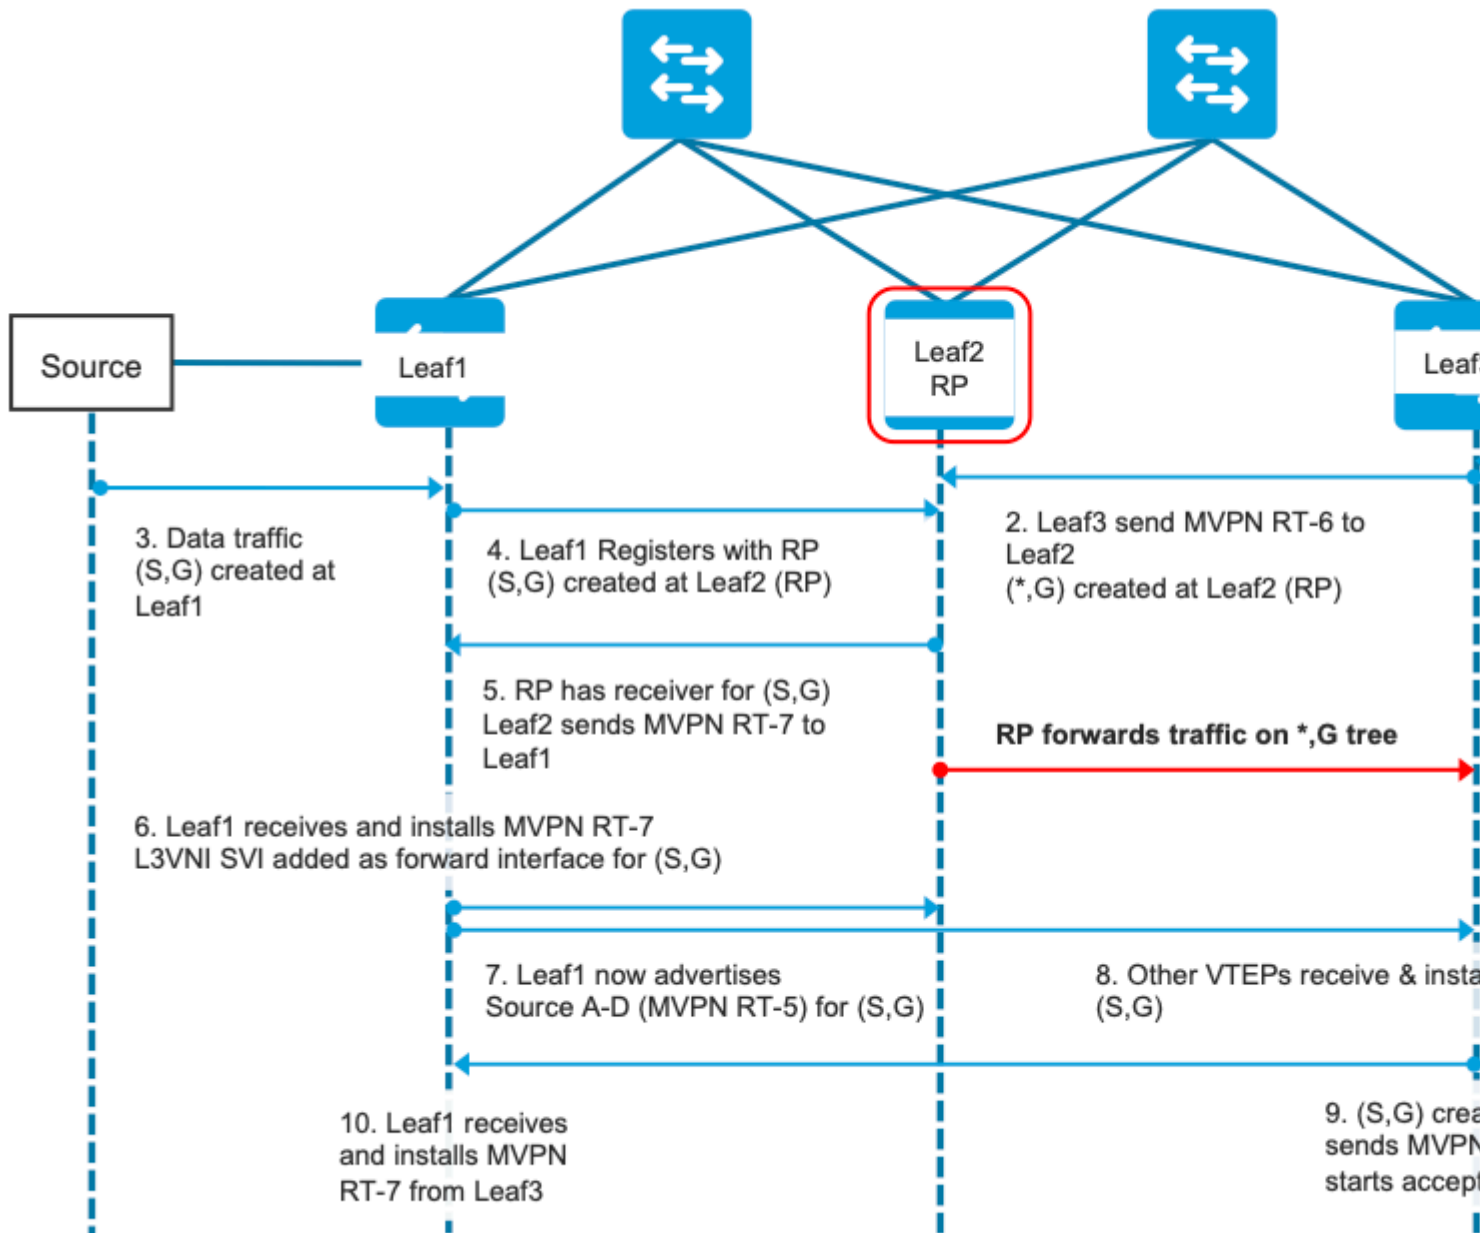 Source
Leaf1
Leaf2
RP
3. Data traffic
(S,G) created at
Leaf1
4. Leaf1 Registers with RP
(S,G) created at Leaf2 (RP)
2. Leaf3 send MVPN RT-6 to
Leaf2
(*,G) created at Leaf2 (RP)
5. RP has receiver for (S,G)
Leaf2 sends MVPN RT-7 to
Leaf1
RP forwards traffic on *,G tree
6. Leaf1 receives and installs MVPN RT-7
L3VNI SVI added as forward interface for (S,G)
7. Leaf1 now advertises
Source A-D (MVPN RT-5) for (S,G)
8. Other VTEPs receive &
(S,G)
10. Leaf1 receives
and installs MVPN
RT-7 from Leaf3
9. (S,G)
sends MVPN
starts